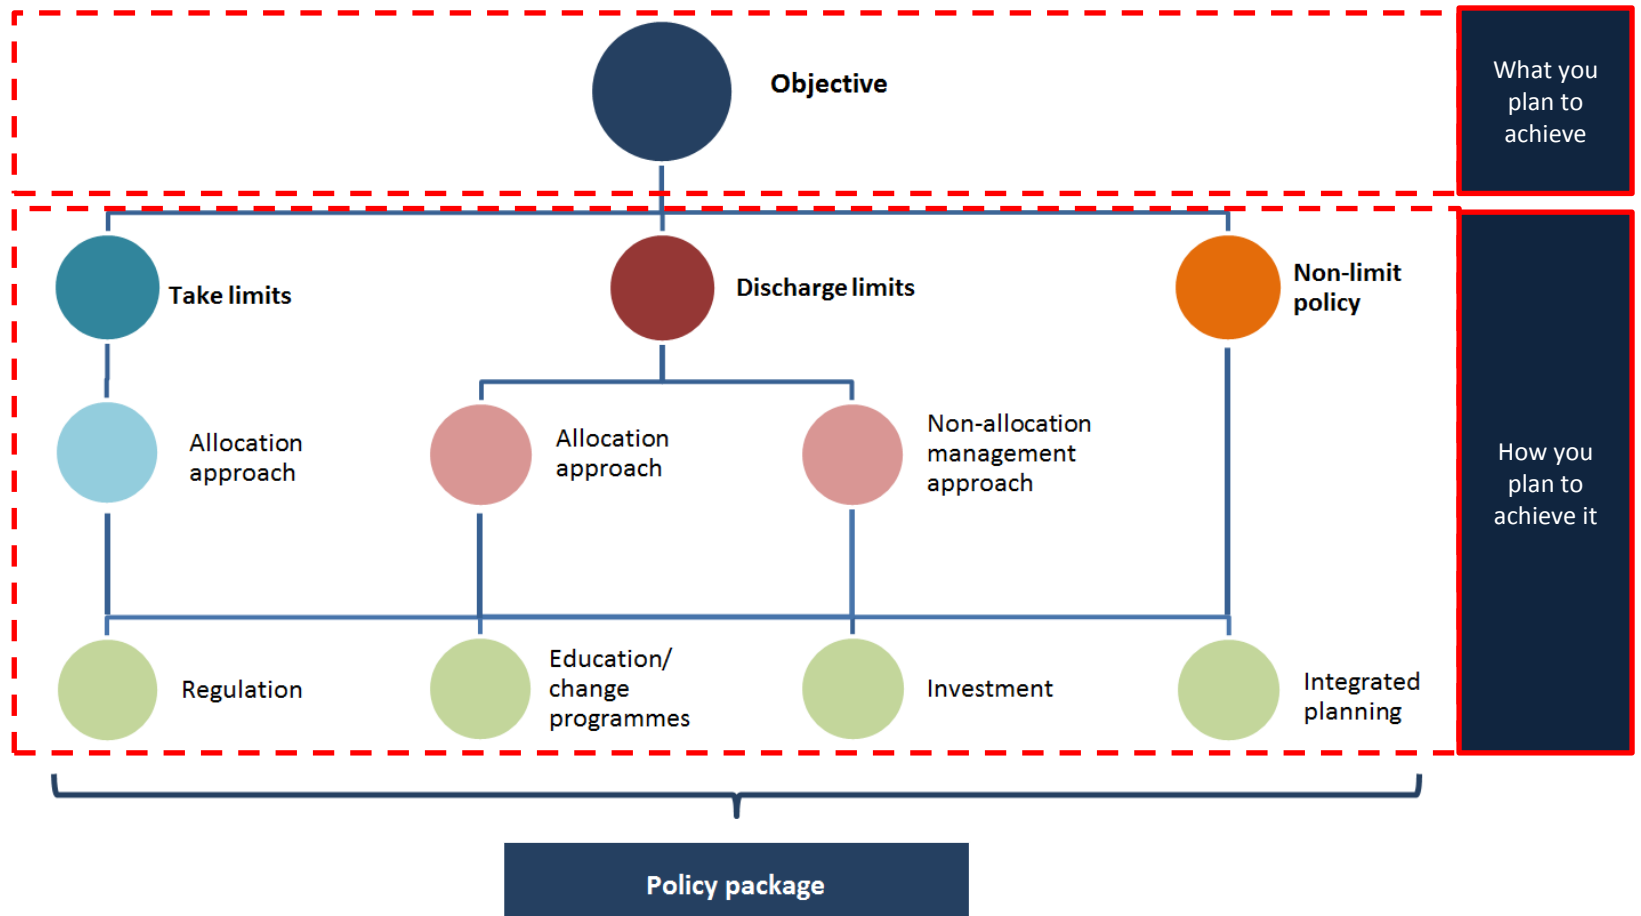 Objective
What you
plan to
achieve
Take limits
Discharge limits
Non-limit
policy
Allocation
approach
Allocation
approach
Non-allocation
management
approach
How you
plan to
achieve it
Regulation
Education/
change
programmes
Investment
Integrated
planning
Policy package